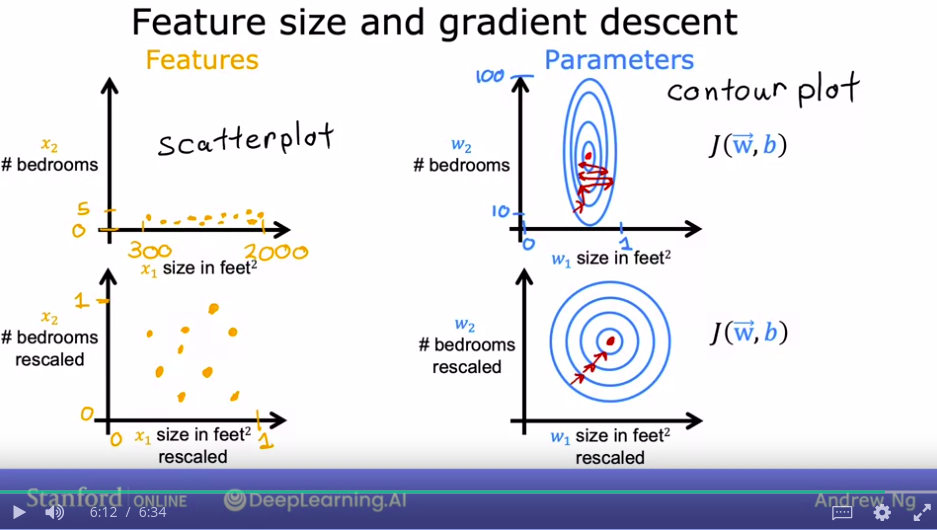 Feature size and gradient descent
Features
Parameters
scatterplot
x₂
# bedrooms
5
0
300
2000
x₁ size in feet²
100
contour plot
w₂
# bedrooms
J(w⃗, b)
10
0
1
w₁ size in feet²
1
x₂
# bedrooms
rescaled
0
0
x₁ size in feet²
1
rescaled
w₂
# bedrooms
rescaled
J(w⃗, b)
w₁ size in feet²
rescaled
Stanford ONLINE
DeepLearning.AI
Andrew Ng
6:12 / 6:34